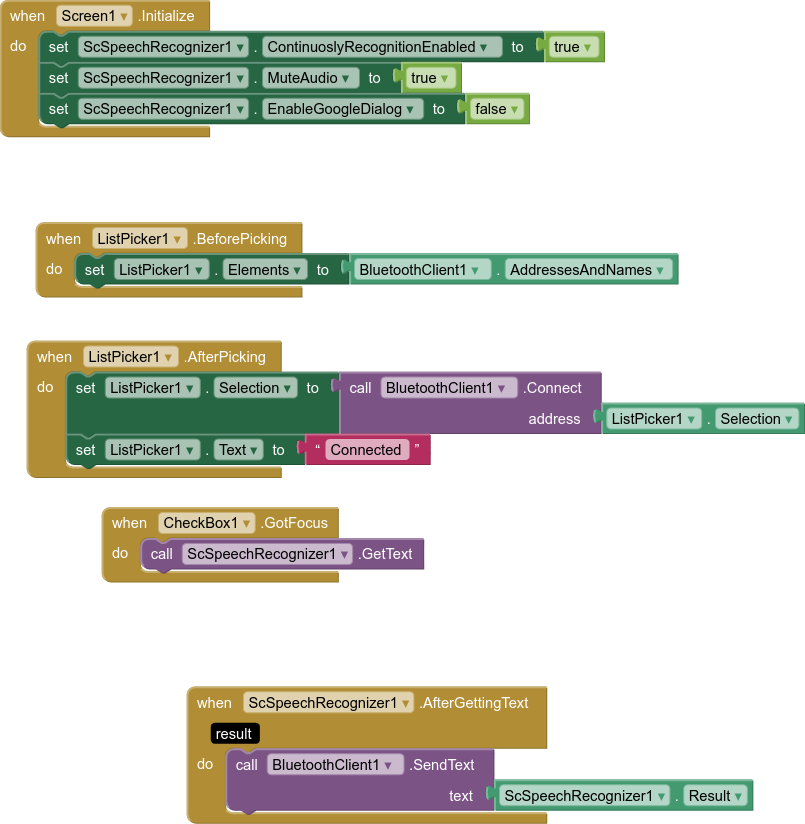 when Screen1 .Initialize
do set ScSpeechRecognizer1 . ContinuoslyRecognitionEnabled to true
set ScSpeechRecognizer1 . MuteAudio to true
set ScSpeechRecognizer1 . EnableGoogleDialog to false
when ListPicker1 .BeforePicking
do set ListPicker1 . Elements to BluetoothClient1 . AddressesAndNames
when ListPicker1 .AfterPicking
do set ListPicker1 . Selection to call BluetoothClient1 .Connect
address ListPicker1 . Selection
set ListPicker1 . Text to “ Connected ”
when CheckBox1 .GotFocus
do call ScSpeechRecognizer1 .GetText
when ScSpeechRecognizer1 .AfterGettingText
result
do call BluetoothClient1 .SendText
text ScSpeechRecognizer1 . Result